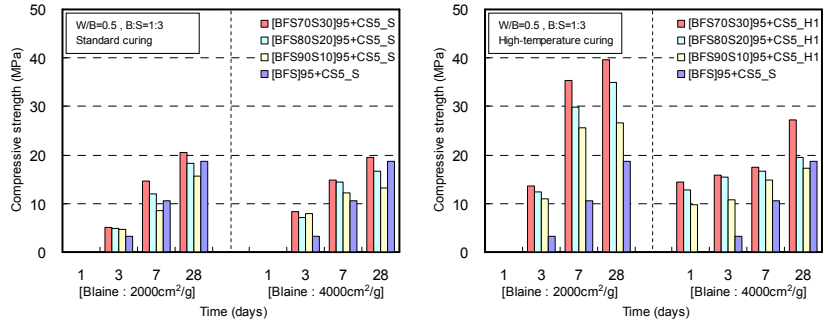 W/B=0.5 , B:S=1:3
Standard curing
[BFS70S30]95+CS5_S
[BFS80S20]95+CS5_S
[BFS90S10]95+CS5_S
[BFS]95+CS5_S
Compressive strength (MPa)
50
40
30
20
10
0
1 3 7 28 1 3 7 28
[Blaine : 2000cm²/g] [Blaine : 4000cm²/g]
Time (days)
W/B=0.5 , B:S=1:3
High-temperature curing
[BFS70S30]95+CS5_H1
[BFS80S20]95+CS5_H1
[BFS90S10]95+CS5_H1
[BFS]95+CS5_S
Compressive strength (MPa)
50
40
30
20
10
0
1 3 7 28 1 3 7 28
[Blaine : 2000cm²/g] [Blaine : 4000cm²/g]
Time (days)